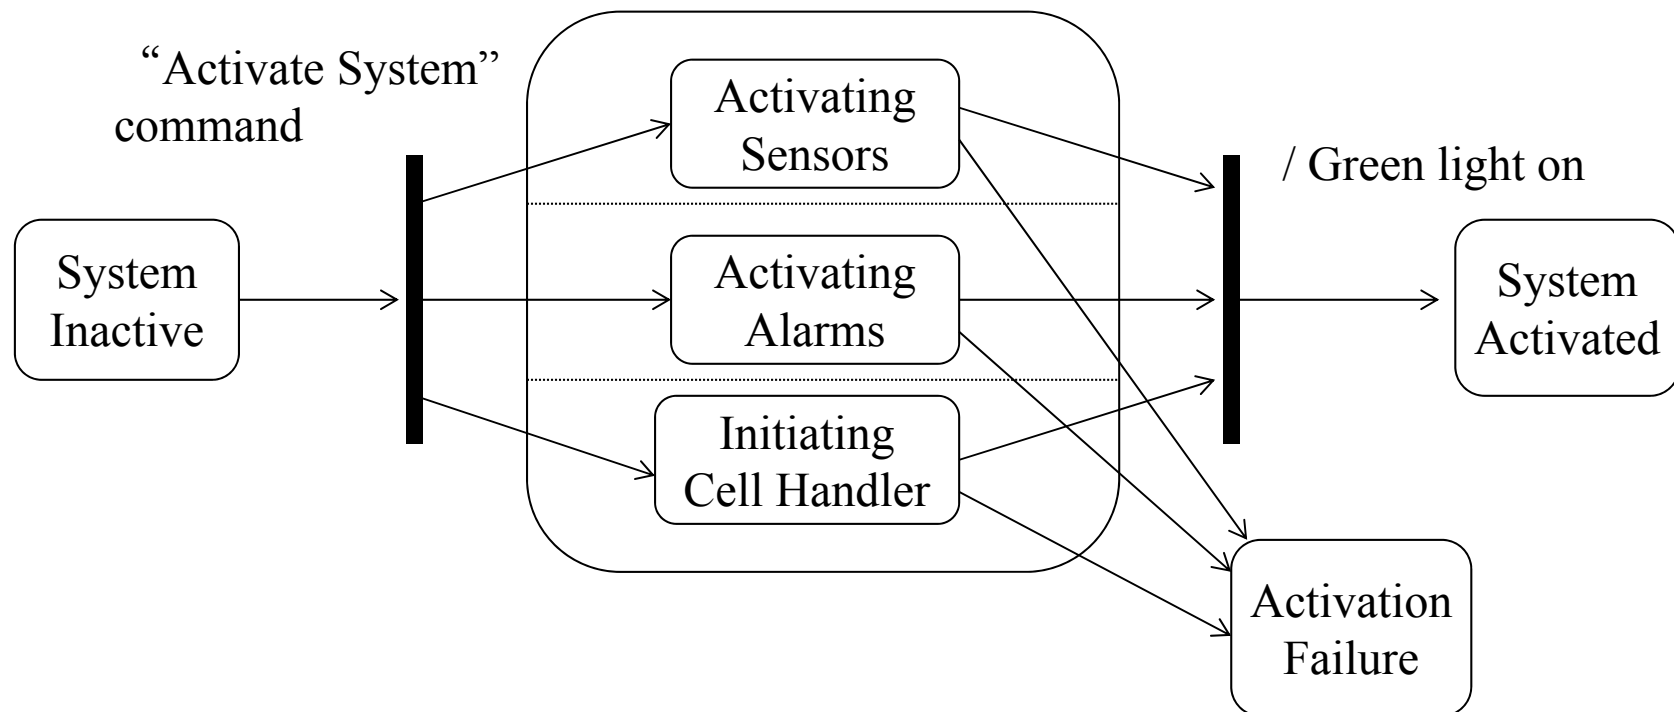 “Activate System”
command
Activating
Sensors
/ Green light on
System
Inactive
Activating
Alarms
System
Activated
Initiating
Cell Handler
Activation
Failure